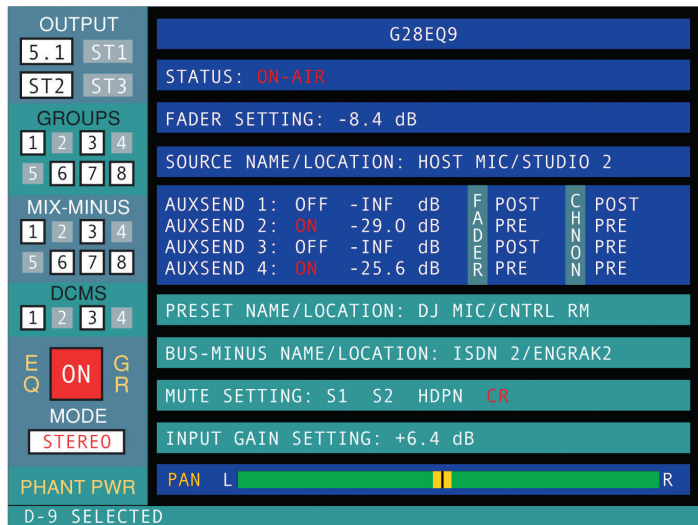 OUTPUT
5.1 ST1
ST2 ST3
GROUPS
1 2 3 4
5 6 7 8
MIX-MINUS
1 2 3 4
5 6 7 8
DCMS
1 2 3 4
EQ ON GR
MODE
STEREO
PHANT PWR
G28EQ9
STATUS: ON-AIR
FADER SETTING: -8.4 dB
SOURCE NAME/LOCATION: HOST MIC/STUDIO 2
AUXSEND 1: OFF -INF dB POST POST
AUXSEND 2: ON -29.0 dB PRE PRE
AUXSEND 3: OFF -INF dB POST PRE
AUXSEND 4: ON -25.6 dB PRE PRE
FADER
CHNON
PRESET NAME/LOCATION: DJ MIC/CNTRL RM
BUS-MINUS NAME/LOCATION: ISDN 2/ENGRAK2
MUTE SETTING: S1 S2 HDPN CR
INPUT GAIN SETTING: +6.4 dB
PAN L R
D-9 SELECTED